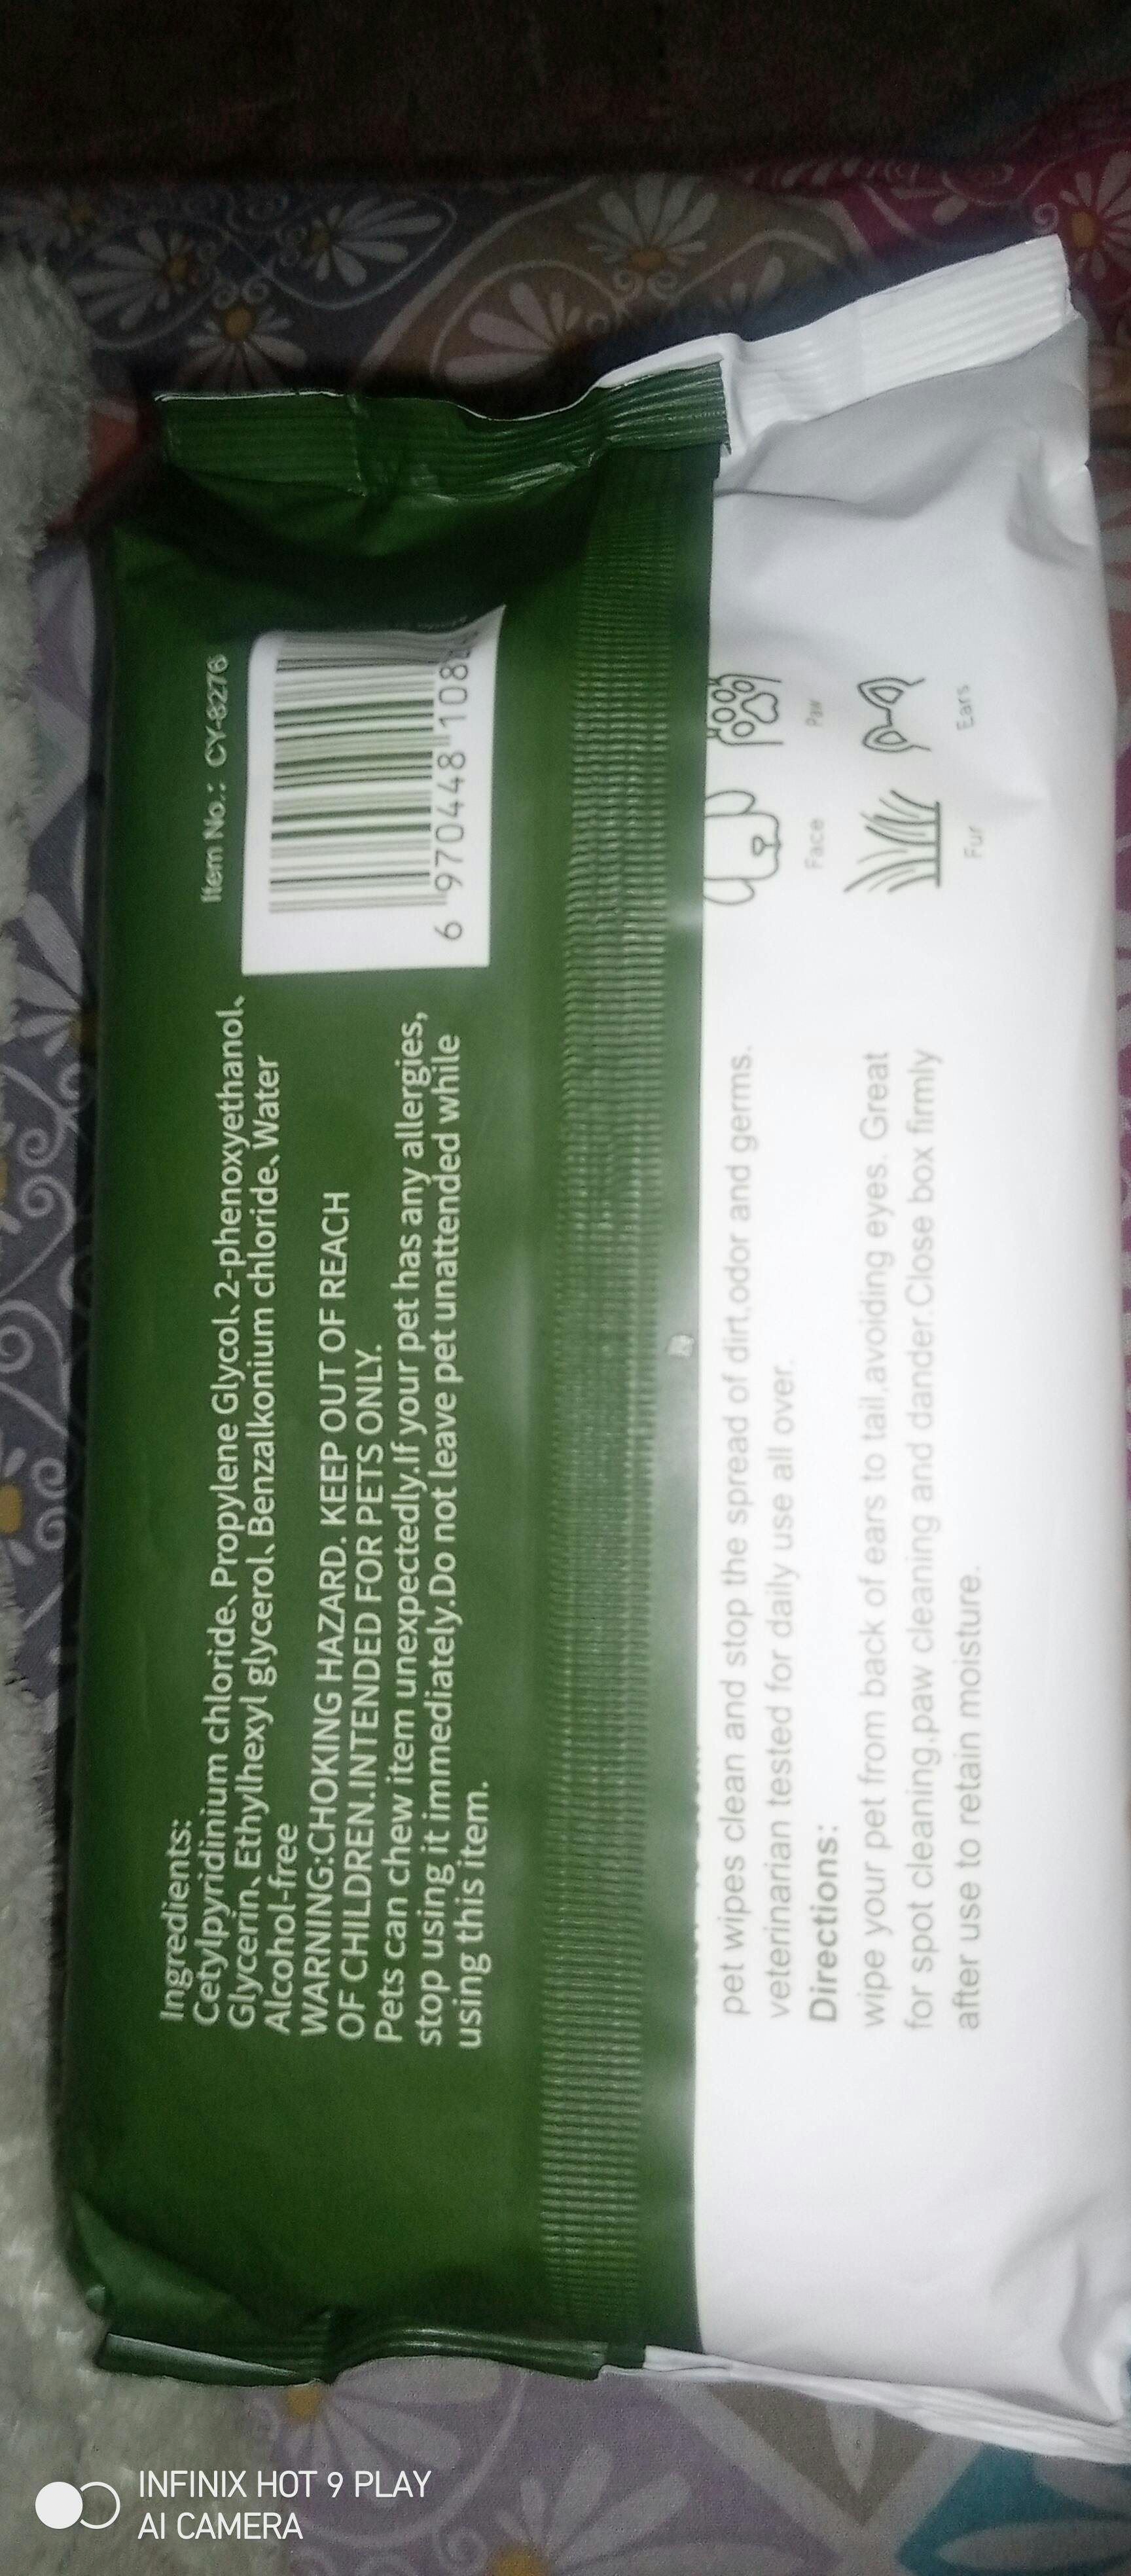 Ingredients:
Cetylpyridinium chloride、Propylene Glycol、2-phenoxyethanol、
Glycerin、Ethylhexyl glycerol、Benzalkonium chloride、Water
Alcohol-free
WARNING:CHOKING HAZARD. KEEP OUT OF REACH
OF CHILDREN.INTENDED FOR PETS ONLY.
Pets can chew item unexpectedly.If your pet has any allergies,
stop using it immediately.Do not leave pet unattended while
using this item.
Item No.: CY-8276
6 970448 108
pet wipes clean and stop the spread of dirt,odor and germs.
veterinarian tested for daily use all over.
Directions:
wipe your pet from back of ears to tail,avoiding eyes. Great
for spot cleaning,paw cleaning and dander.Close box firmly
after use to retain moisture.
Face
Paw
Fur
Ears
INFINIX HOT 9 PLAY
AI CAMERA